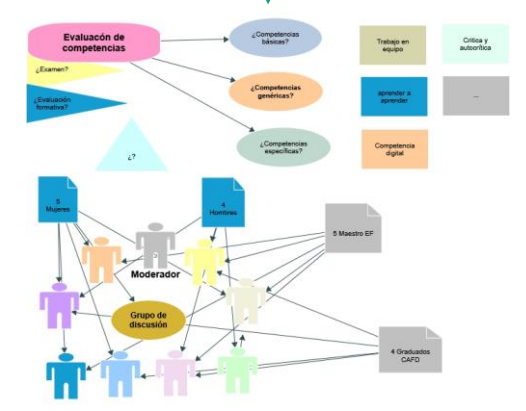 Evaluacón de
competencias
¿Competencias
básicas?
Trabajo en
equipo
Crítica y
autocrítica
¿Examen?
¿Competencias
genéricas?
¿Evaluación
formativa?
aprender a
aprender
...
¿Competencias
específicas?
Competencia
digital
¿?
5
Mujeres
4
Hombres
5 Maestro EF
Moderador
Grupo de
discusión
4 Graduados
CAFD